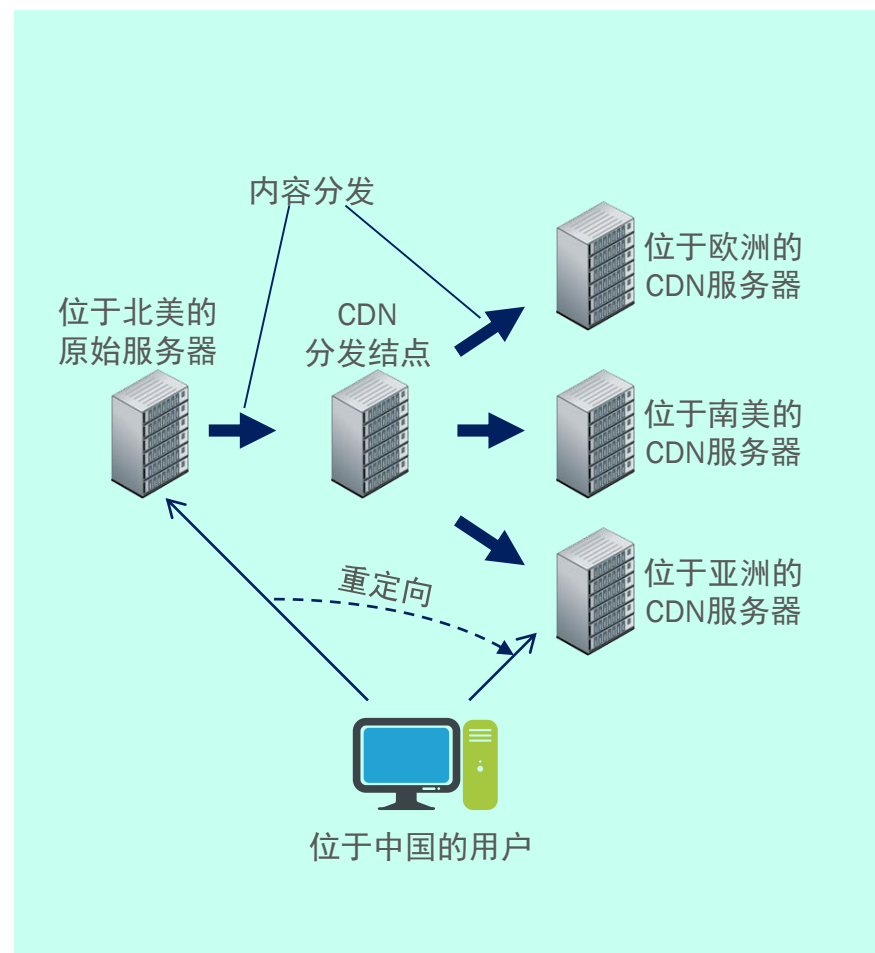 内容分发
位于欧洲的
CDN服务器
位于北美的
原始服务器
CDN
分发结点
位于南美的
CDN服务器
位于亚洲的
CDN服务器
重定向
位于中国的用户